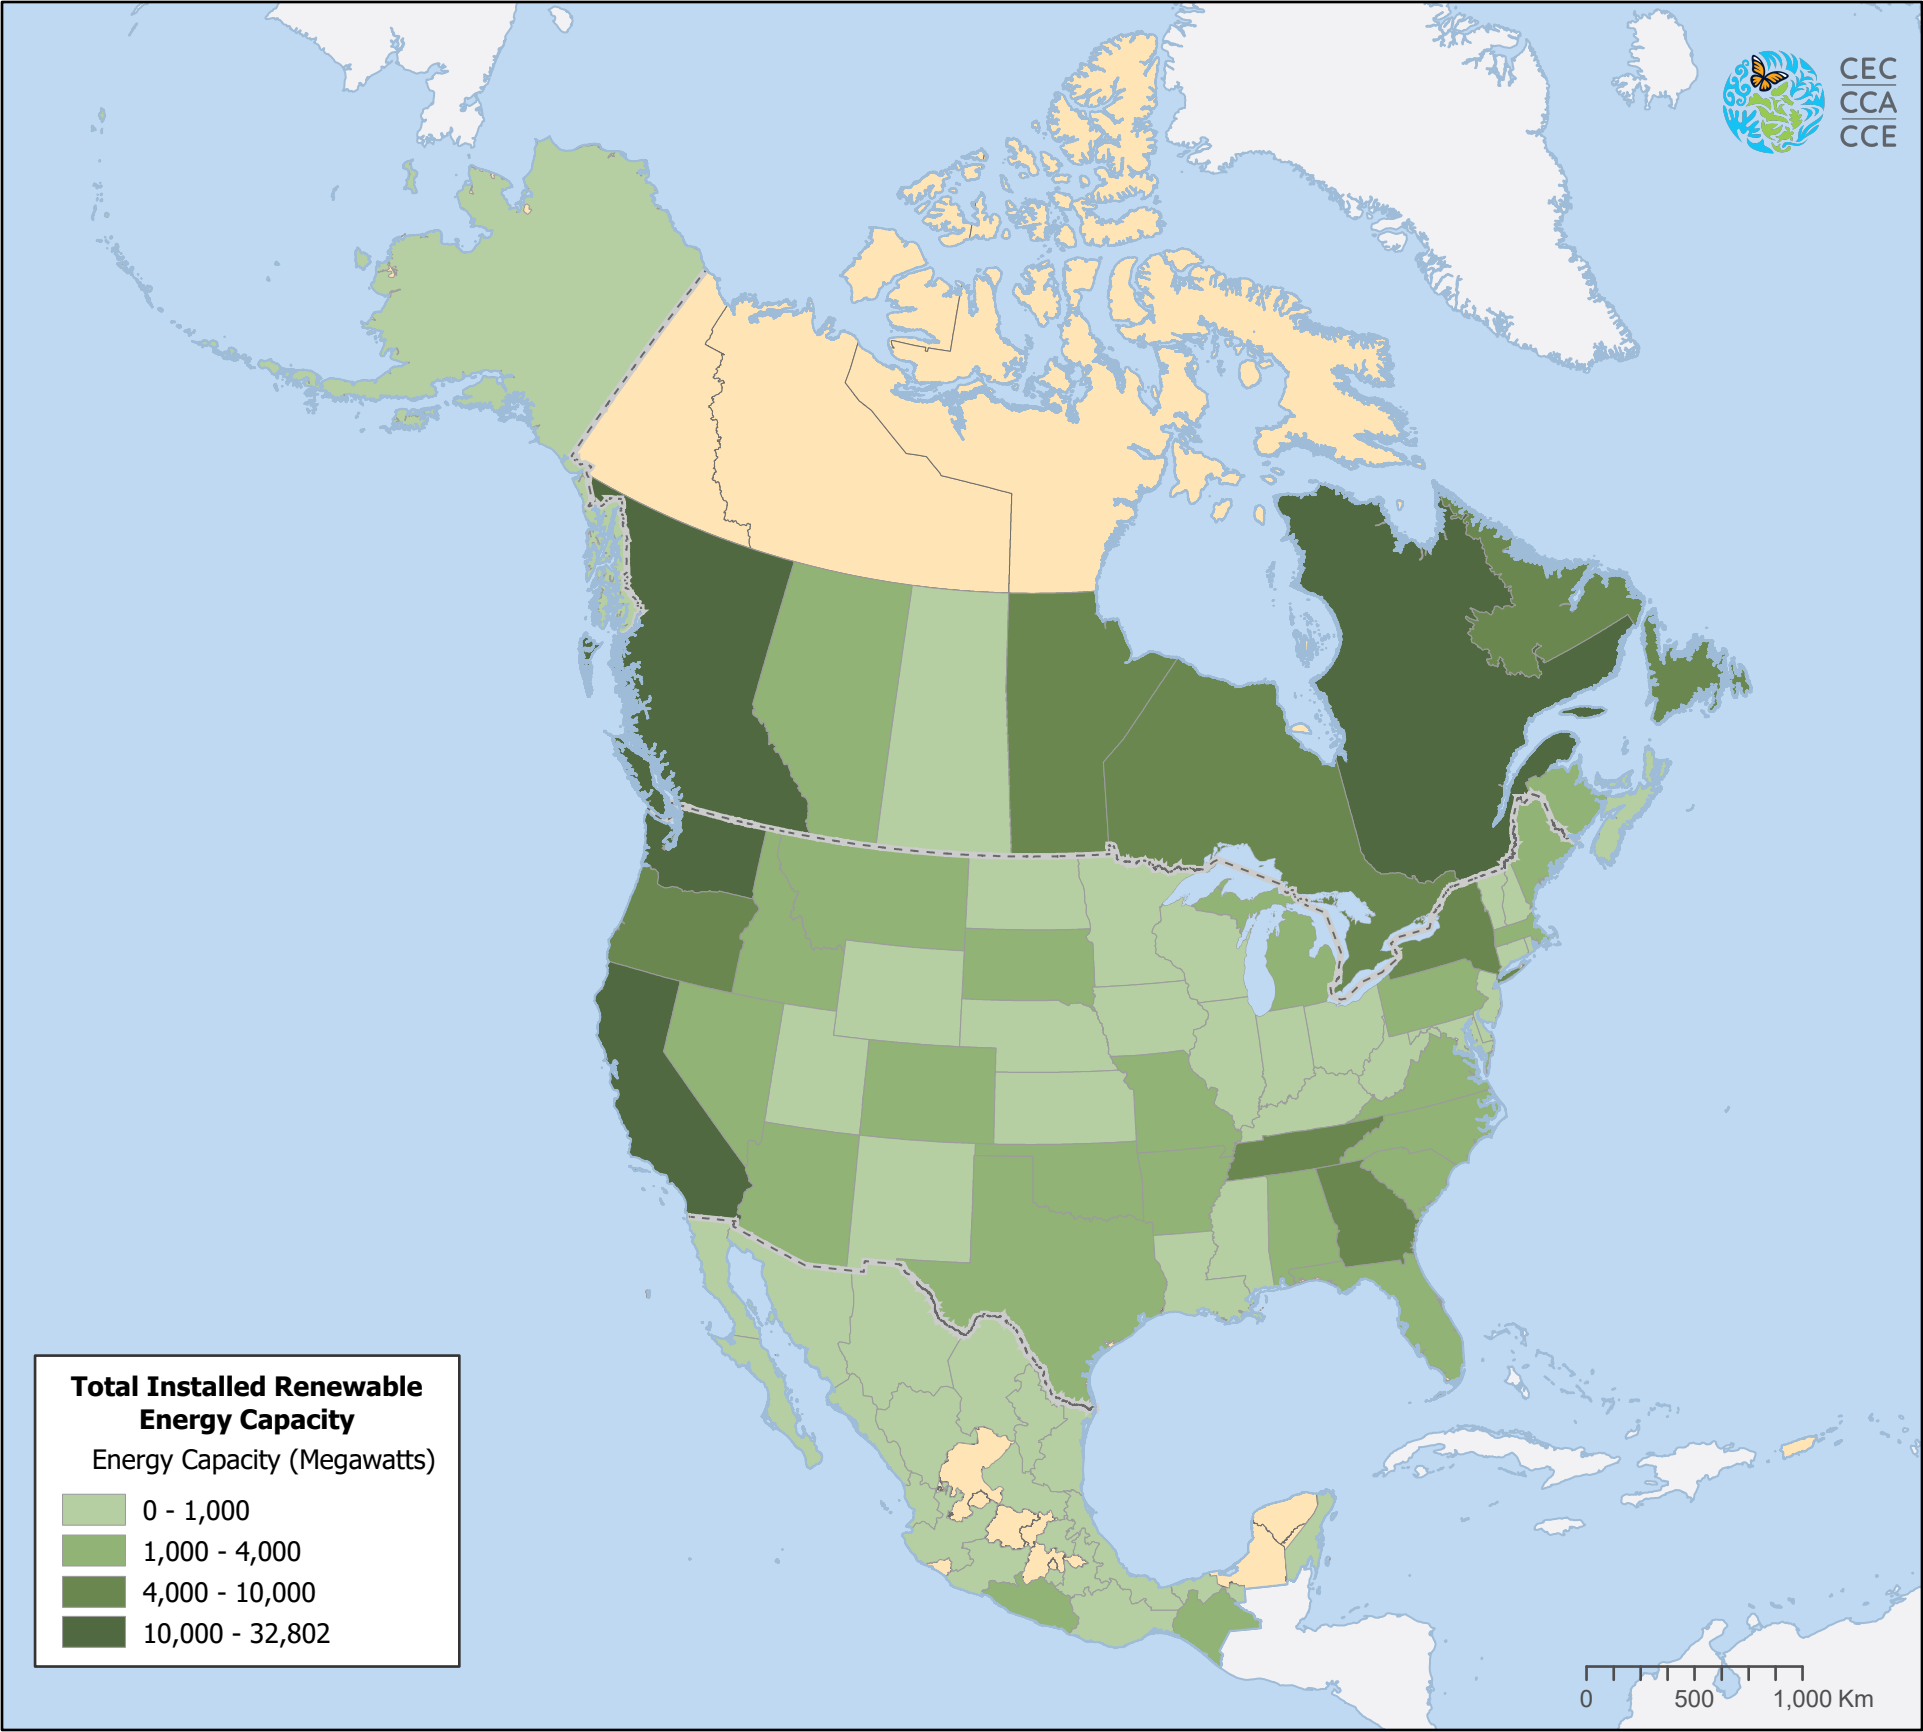 CEC
CCA
CCE
Total Installed Renewable
Energy Capacity
Energy Capacity (Megawatts)
0 - 1,000
1,000 - 4,000
4,000 - 10,000
10,000 - 32,802
0 500 1,000 Km